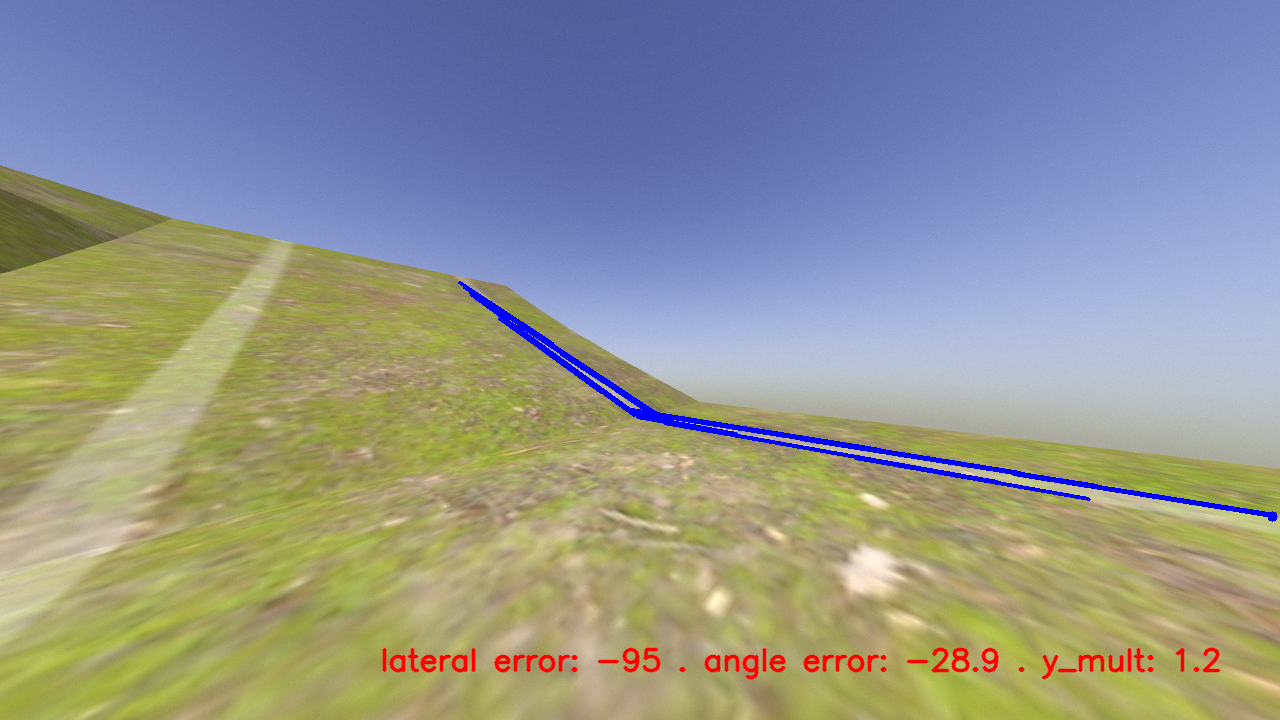 lateral error: −95 . angle error: −28.9 . y_mult: 1.2